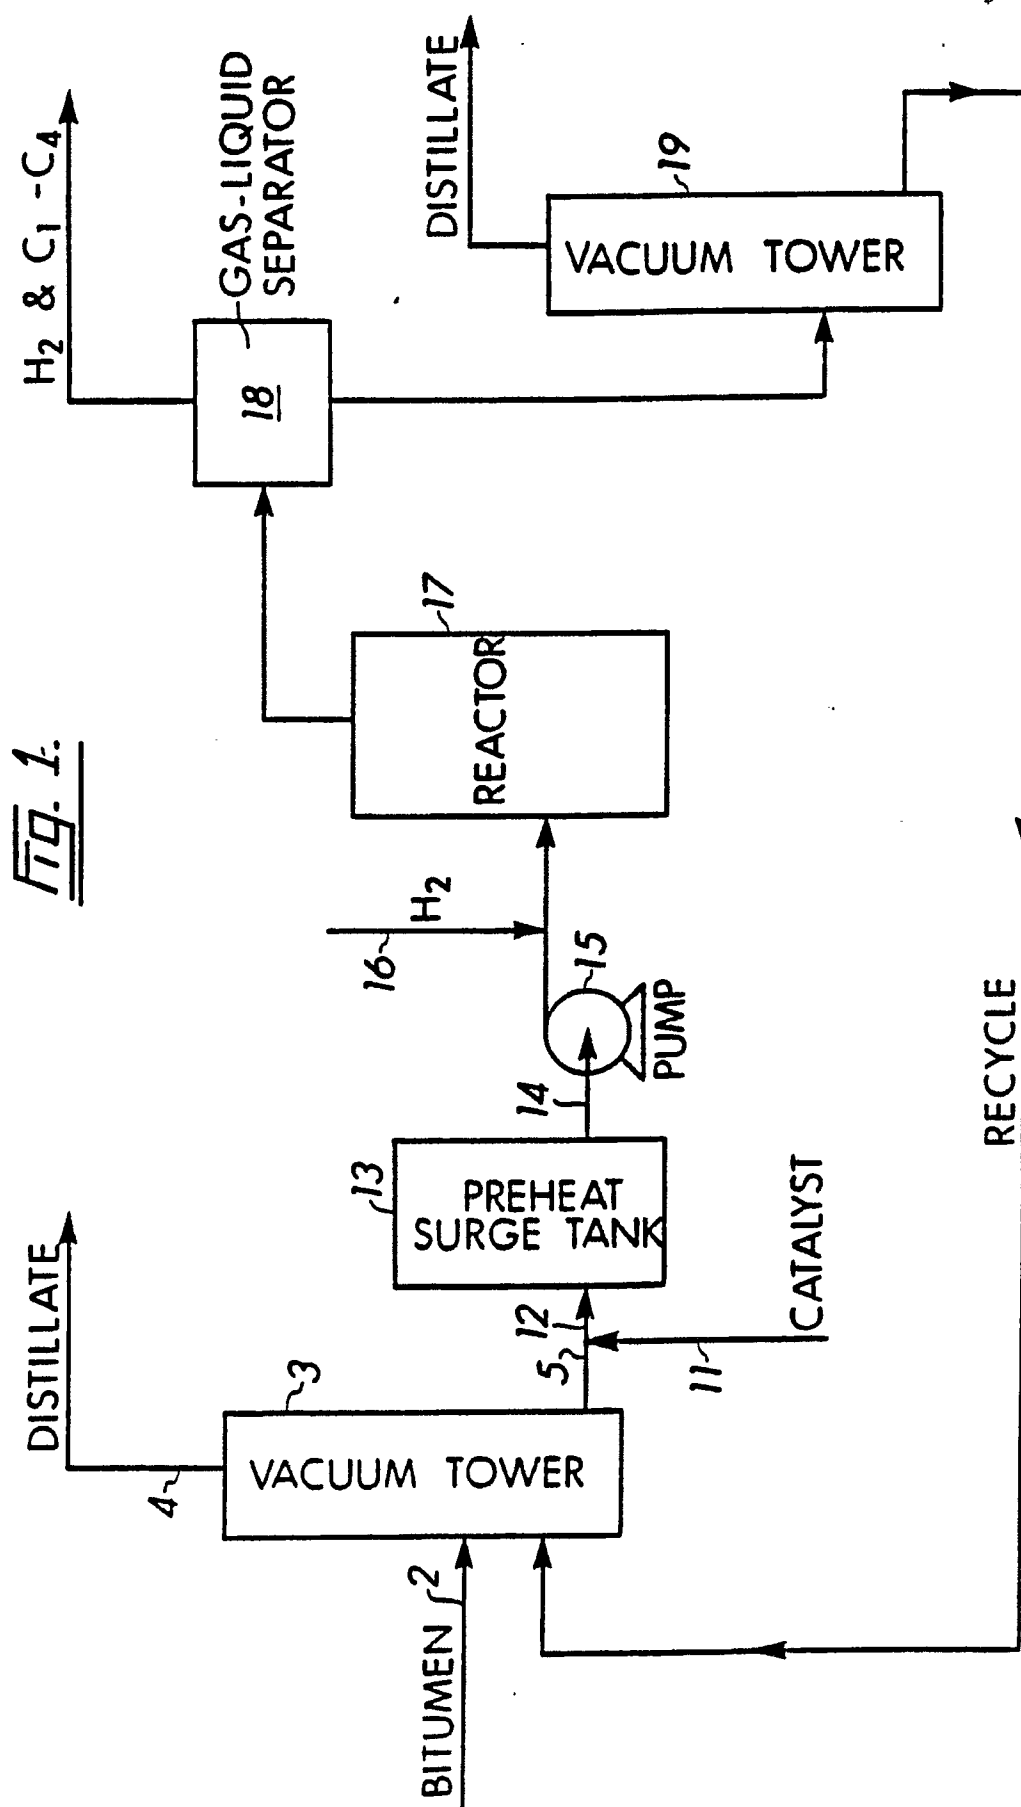 Fig. 1.
H2 & C1 -C4
GAS-LIQUID
SEPARATOR
18
DISTILLATE
VACUUM TOWER
19
REACTOR
17
H2
16
15
PUMP
14
13
PREHEAT
SURGE TANK
12
5
11
CATALYST
DISTILLATE
4
3
VACUUM TOWER
BITUMEN
2
RECYCLE